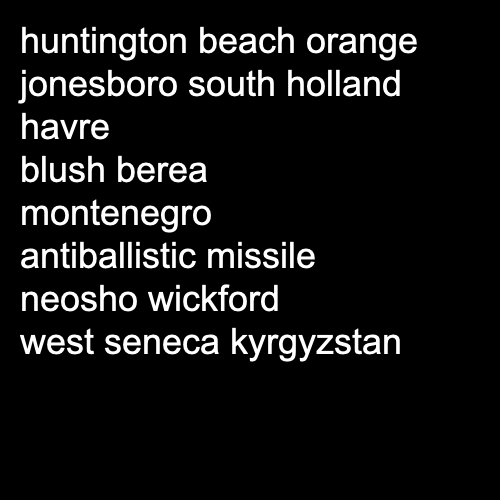 huntington beach orange
jonesboro south holland
havre
blush berea
montenegro
antiballistic missile
neosho wickford
west seneca kyrgyzstan